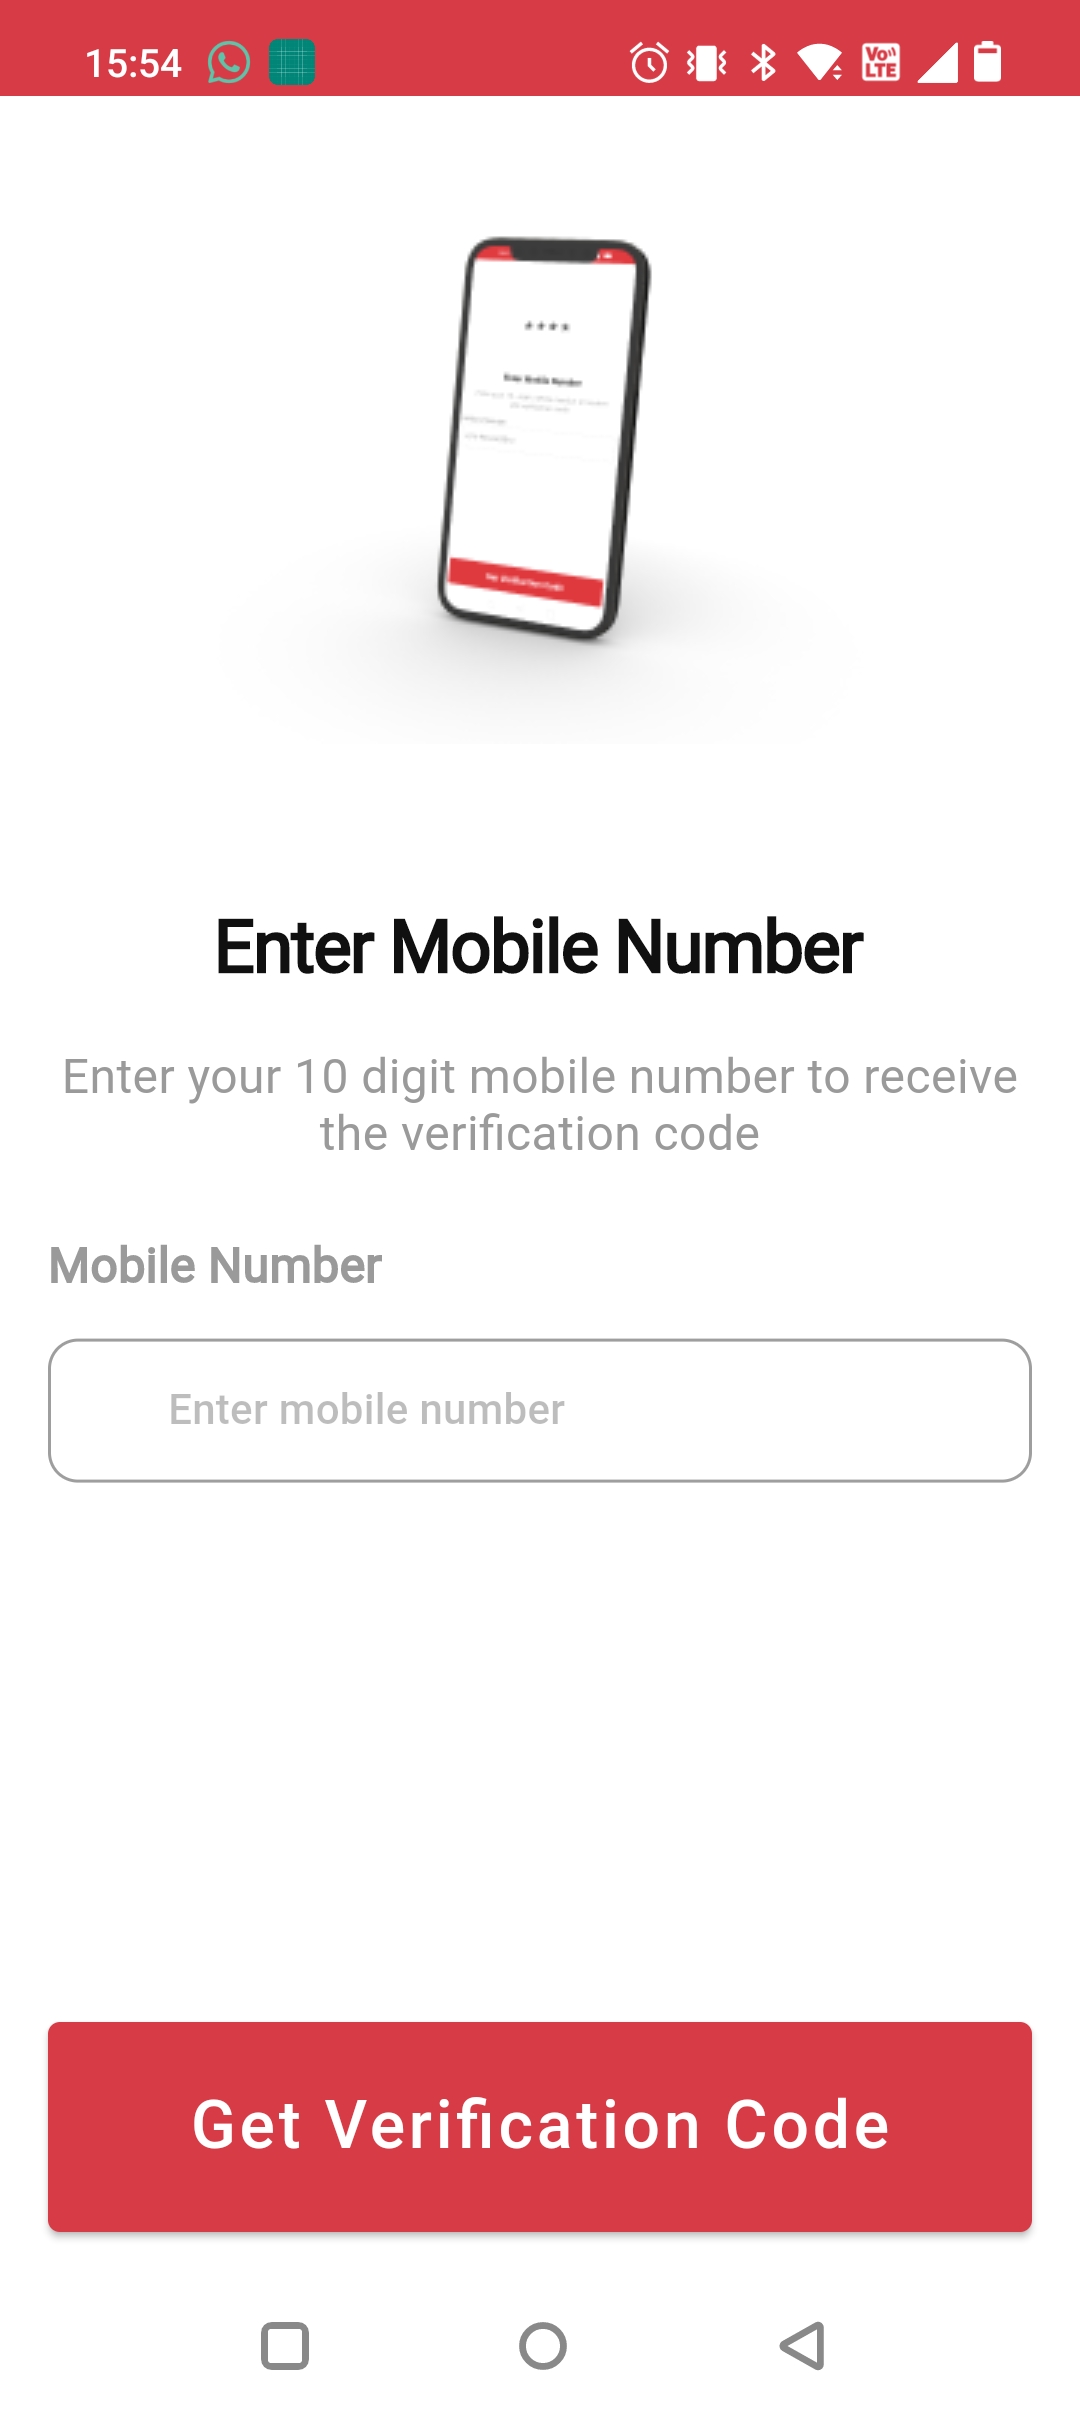 15:54
Vo LTE
Enter Mobile Number
Enter your 10 digit mobile number to receive
the verification code
Mobile Number
Enter mobile number
Get Verification Code